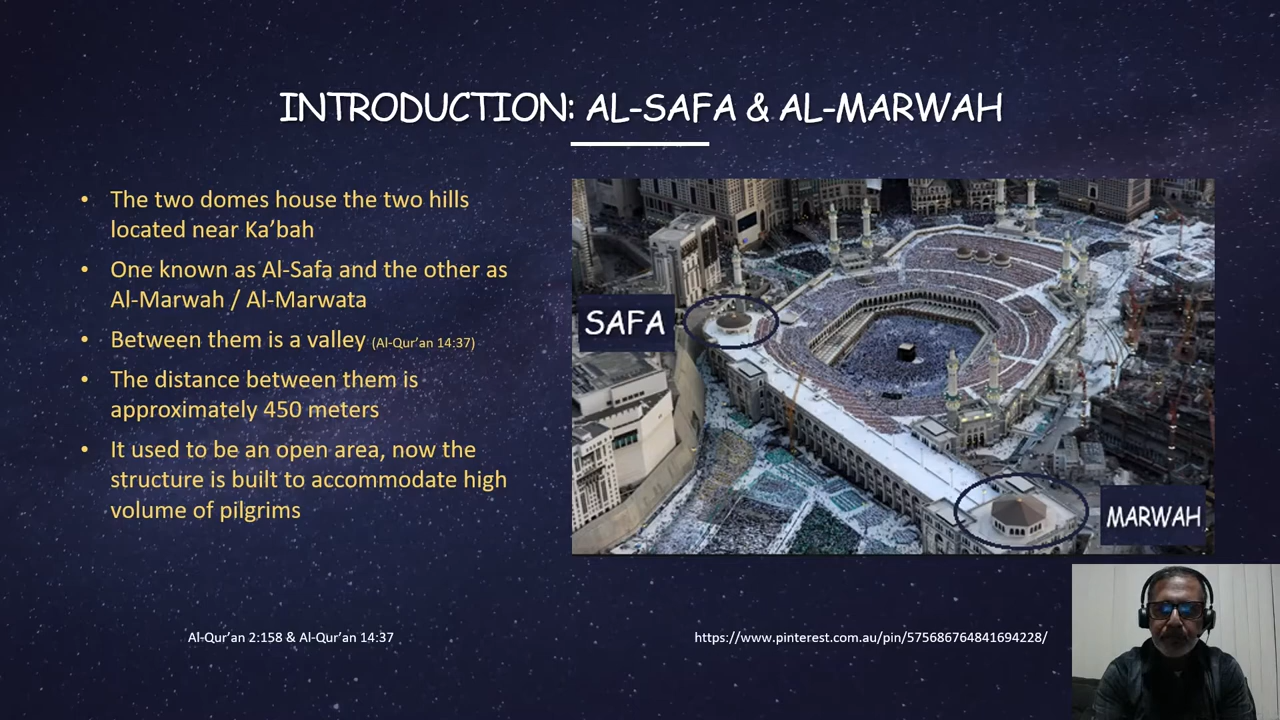 INTRODUCTION: AL-SAFA & AL-MARWAH
• The two domes house the two hills
located near Ka’bah
• One known as Al-Safa and the other as
Al-Marwah / Al-Marwata
• Between them is a valley (Al-Qur’an 14:37)
• The distance between them is
approximately 450 meters
• It used to be an open area, now the
structure is built to accommodate high
volume of pilgrims
SAFA
MARWAH
Al-Qur’an 2:158 & Al-Qur’an 14:37
https://www.pinterest.com.au/pin/575686764841694228/